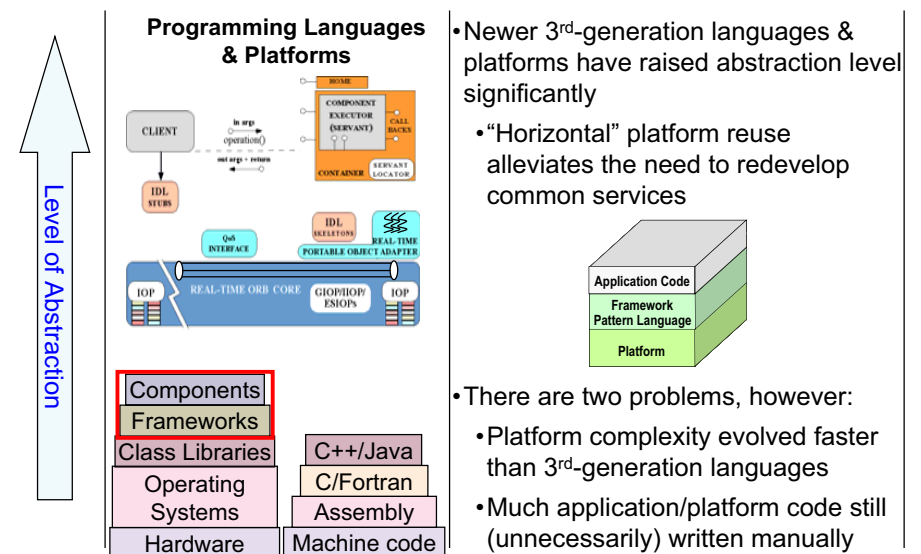 Level of Abstraction
Programming Languages
& Platforms
HOME
COMPONENT
EXECUTOR
(SERVANT)
CALL
BACKS
CONTAINER
SERVANT
LOCATOR
CLIENT
in args
operation()
out args + return
IDL
STUBS
QoS
INTERFACE
IDL
SKELETONS
REAL-TIME
PORTABLE OBJECT ADAPTER
IOP
REAL-TIME ORB CORE
GIOP/IIOP/
ESIOPs
IOP
Components
Frameworks
Class Libraries
Operating
Systems
Hardware
C++/Java
C/Fortran
Assembly
Machine code
•Newer 3rd-generation languages &
platforms have raised abstraction level
significantly
•“Horizontal” platform reuse
alleviates the need to redevelop
common services
Application Code
Framework
Pattern Language
Platform
•There are two problems, however:
•Platform complexity evolved faster
than 3rd-generation languages
•Much application/platform code still
(unnecessarily) written manually